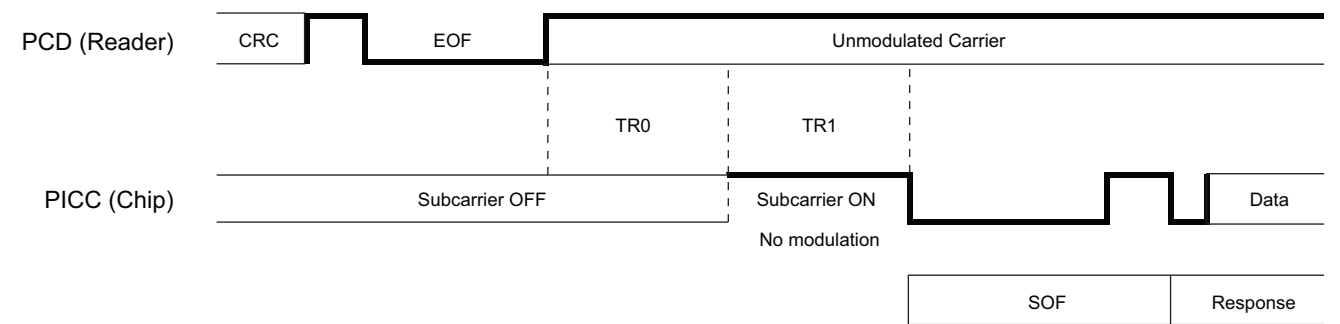 PCD (Reader) CRC EOF Unmodulated Carrier
TR0 TR1
PICC (Chip) Subcarrier OFF Subcarrier ON Data
No modulation
SOF Response